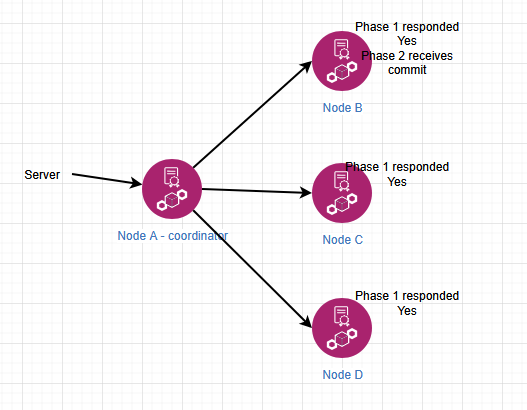 Phase 1 responded
Yes
Phase 2 receives
commit
Node B
Server
Phase 1 responded
Yes
Node A - coordinator
Node C
Phase 1 responded
Yes
Node D